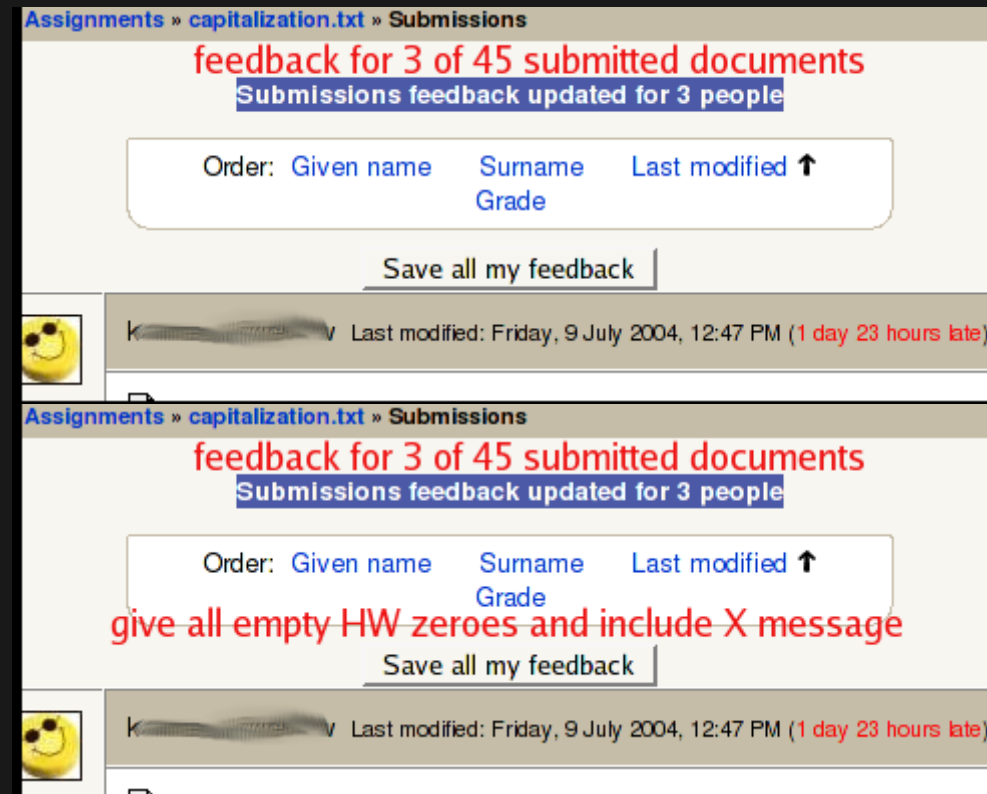 Assignments » capitalization.txt » Submissions
feedback for 3 of 45 submitted documents
Submissions feedback updated for 3 people
Order: Given name Surname Last modified ↑
Grade
Save all my feedback
Last modified: Friday, 9 July 2004, 12:47 PM (1 day 23 hours late)
Assignments » capitalization.txt » Submissions
feedback for 3 of 45 submitted documents
Submissions feedback updated for 3 people
Order: Given name Surname Last modified ↑
Grade
give all empty HW zeroes and include X message
Save all my feedback
Last modified: Friday, 9 July 2004, 12:47 PM (1 day 23 hours late)